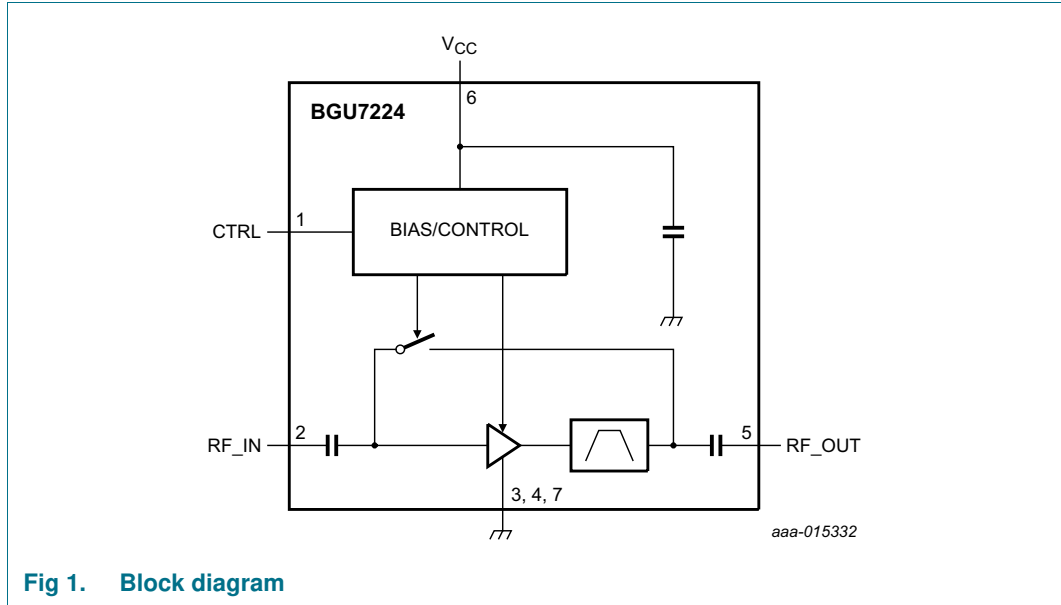 VCC
6
BGU7224
1
CTRL
BIAS/CONTROL
2
RF_IN
5
RF_OUT
3, 4, 7
aaa-015332
Fig 1. Block diagram